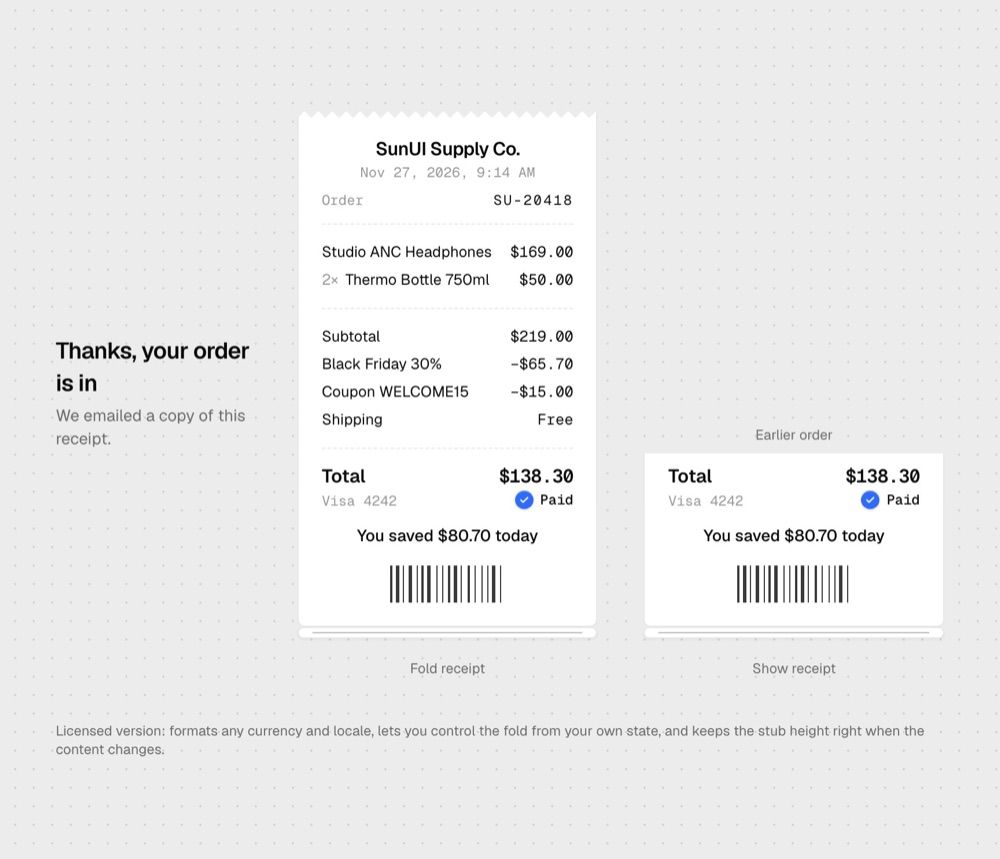 Thanks, your order
is in
We emailed a copy of this
receipt.
SunUI Supply Co.
Nov 27, 2026, 9:14 AM
Order SU-20418
Studio ANC Headphones $169.00
2× Thermo Bottle 750ml $50.00
Subtotal $219.00
Black Friday 30% −$65.70
Coupon WELCOME15 −$15.00
Shipping Free
Total $138.30
Visa 4242 Paid
You saved $80.70 today
Fold receipt
Earlier order
Total $138.30
Visa 4242 Paid
You saved $80.70 today
Show receipt
Licensed version: formats any currency and locale, lets you control the fold from your own state, and keeps the stub height right when the
content changes.